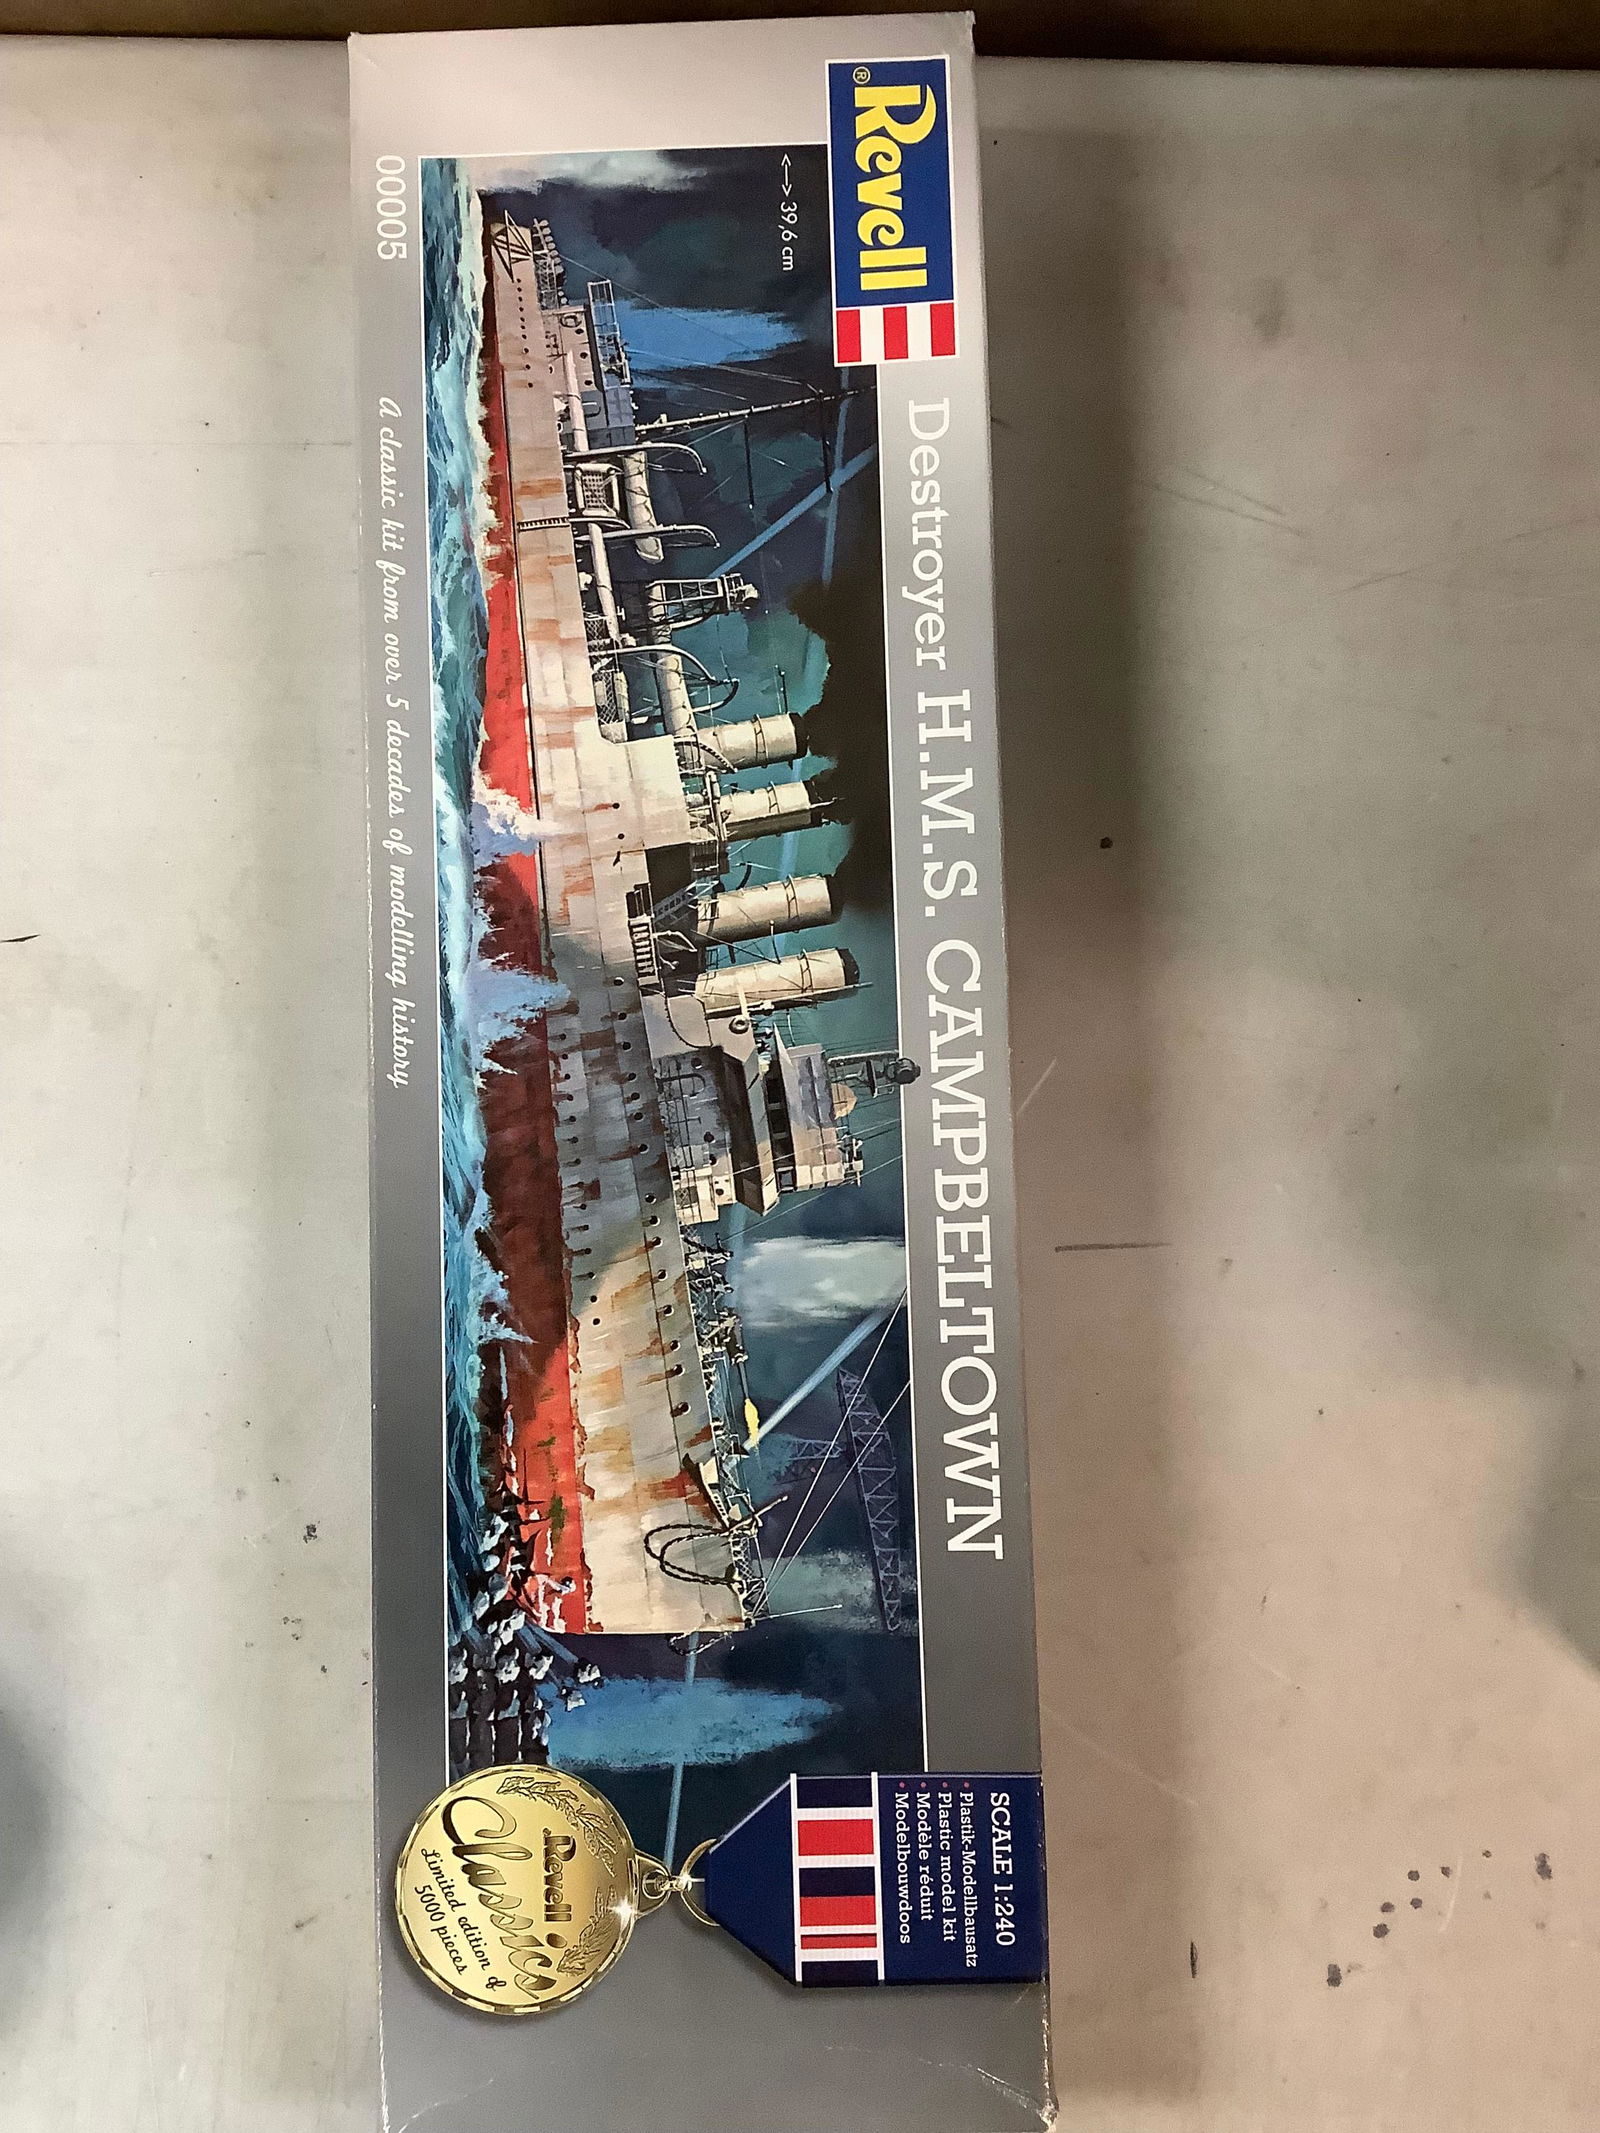 Revell®
Destroyer H.M.S. CAMPBELTOWN
<--> 39,6 cm
SCALE 1:240
• Plastik-Modellbausatz
• Plastic model kit
• Modèle réduit
• Modelbouwdoos
00005
A classic kit from over 5 decades of modelling history
Revell
Classics
Limited edition of
5000 pieces